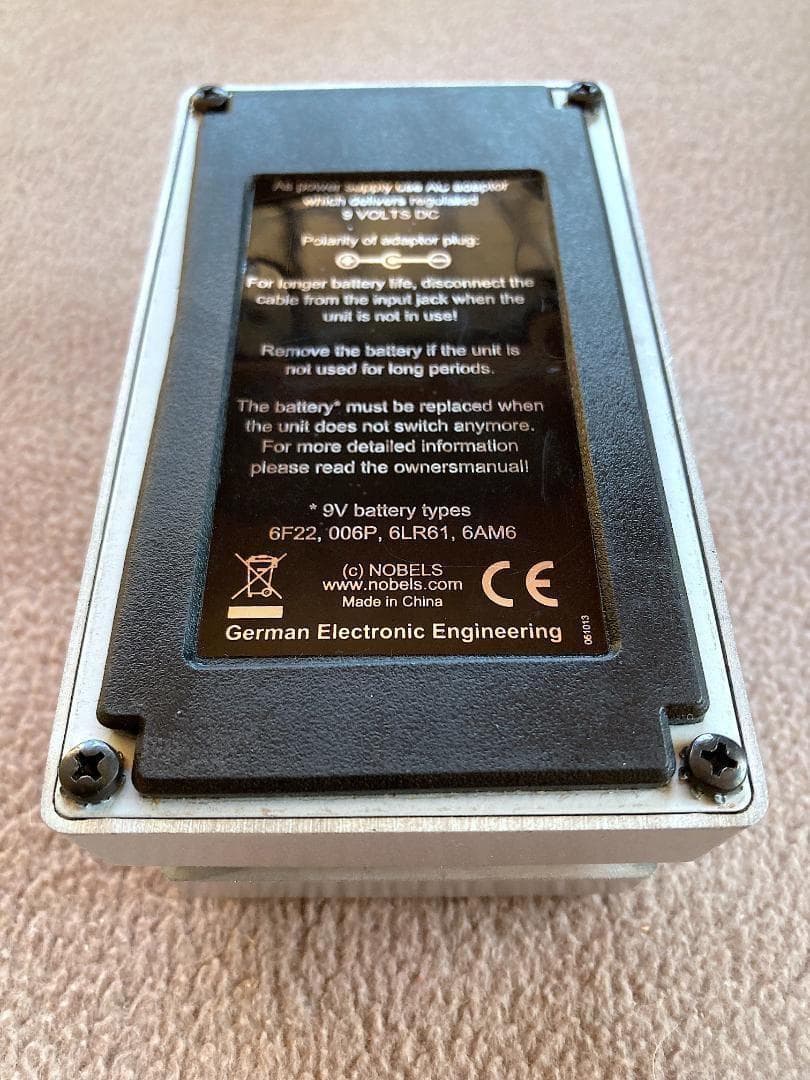 As power supply use AC adaptor
which delivers regulated
9 VOLTS DC
Polarity of adaptor plug:
For longer battery life, disconnect the
cable from the input jack when the
unit is not in use!
Remove the battery if the unit is
not used for long periods.
The battery* must be replaced when
the unit does not switch anymore.
For more detailed information
please read the ownersmanual!
* 9V battery types
6F22, 006P, 6LR61, 6AM6
(c) NOBELS
www.nobels.com
Made in China
CE
German Electronic Engineering
051013